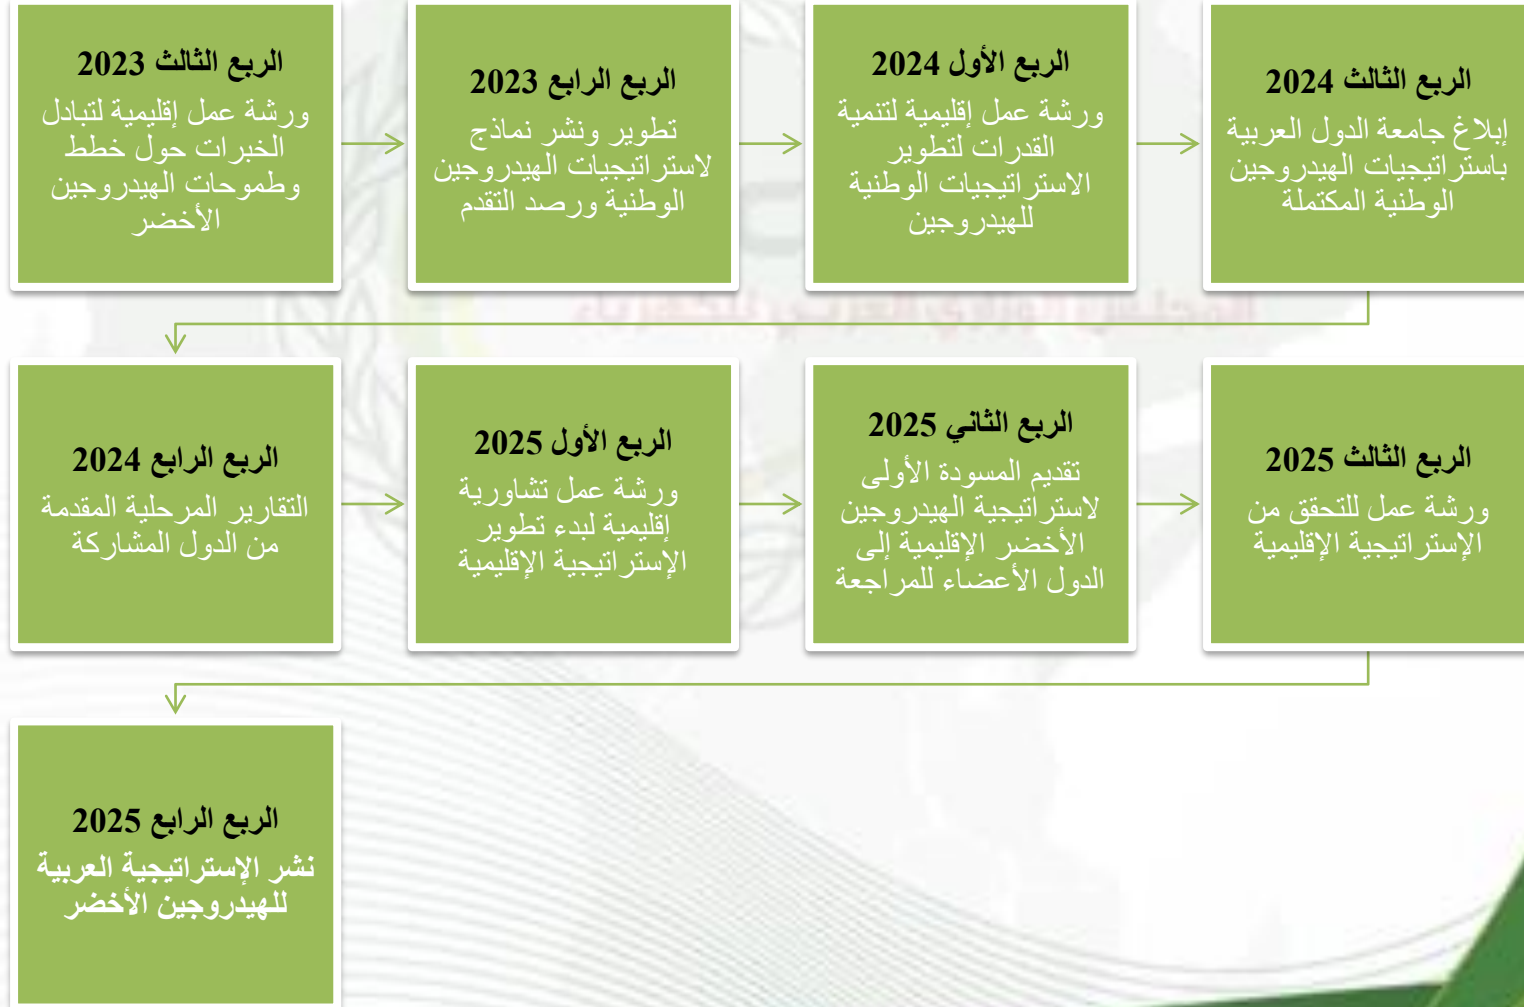 الربع الثالث 2023
ورشة عمل إقليمية لتبادل
الخبرات حول خطط
وطموحات الهيدروجين
الأخضر
الربع الرابع 2023
تطوير ونشر نماذج
لاستراتيجيات الهيدروجين
الوطنية ورصد التقدم
الربع الأول 2024
ورشة عمل إقليمية لتنمية
القدرات لتطوير
الاستراتيجيات الوطنية
للهيدروجين
الربع الثالث 2024
إبلاغ جامعة الدول العربية
باستراتيجيات الهيدروجين
الوطنية المكتملة
المجلس الوزاري العربي للكهرباء
الربع الرابع 2024
التقارير المرحلية المقدمة
من الدول المشاركة
الربع الأول 2025
ورشة عمل تشاورية
إقليمية لبدء تطوير
الإستراتيجية الإقليمية
الربع الثاني 2025
تقديم المسودة الأولى
لاستراتيجية الهيدروجين
الأخضر الإقليمية إلى
الدول الأعضاء للمراجعة
الربع الثالث 2025
ورشة عمل للتحقق من
الإستراتيجية الإقليمية
الربع الرابع 2025
نشر الإستراتيجية العربية
للهيدروجين الأخضر